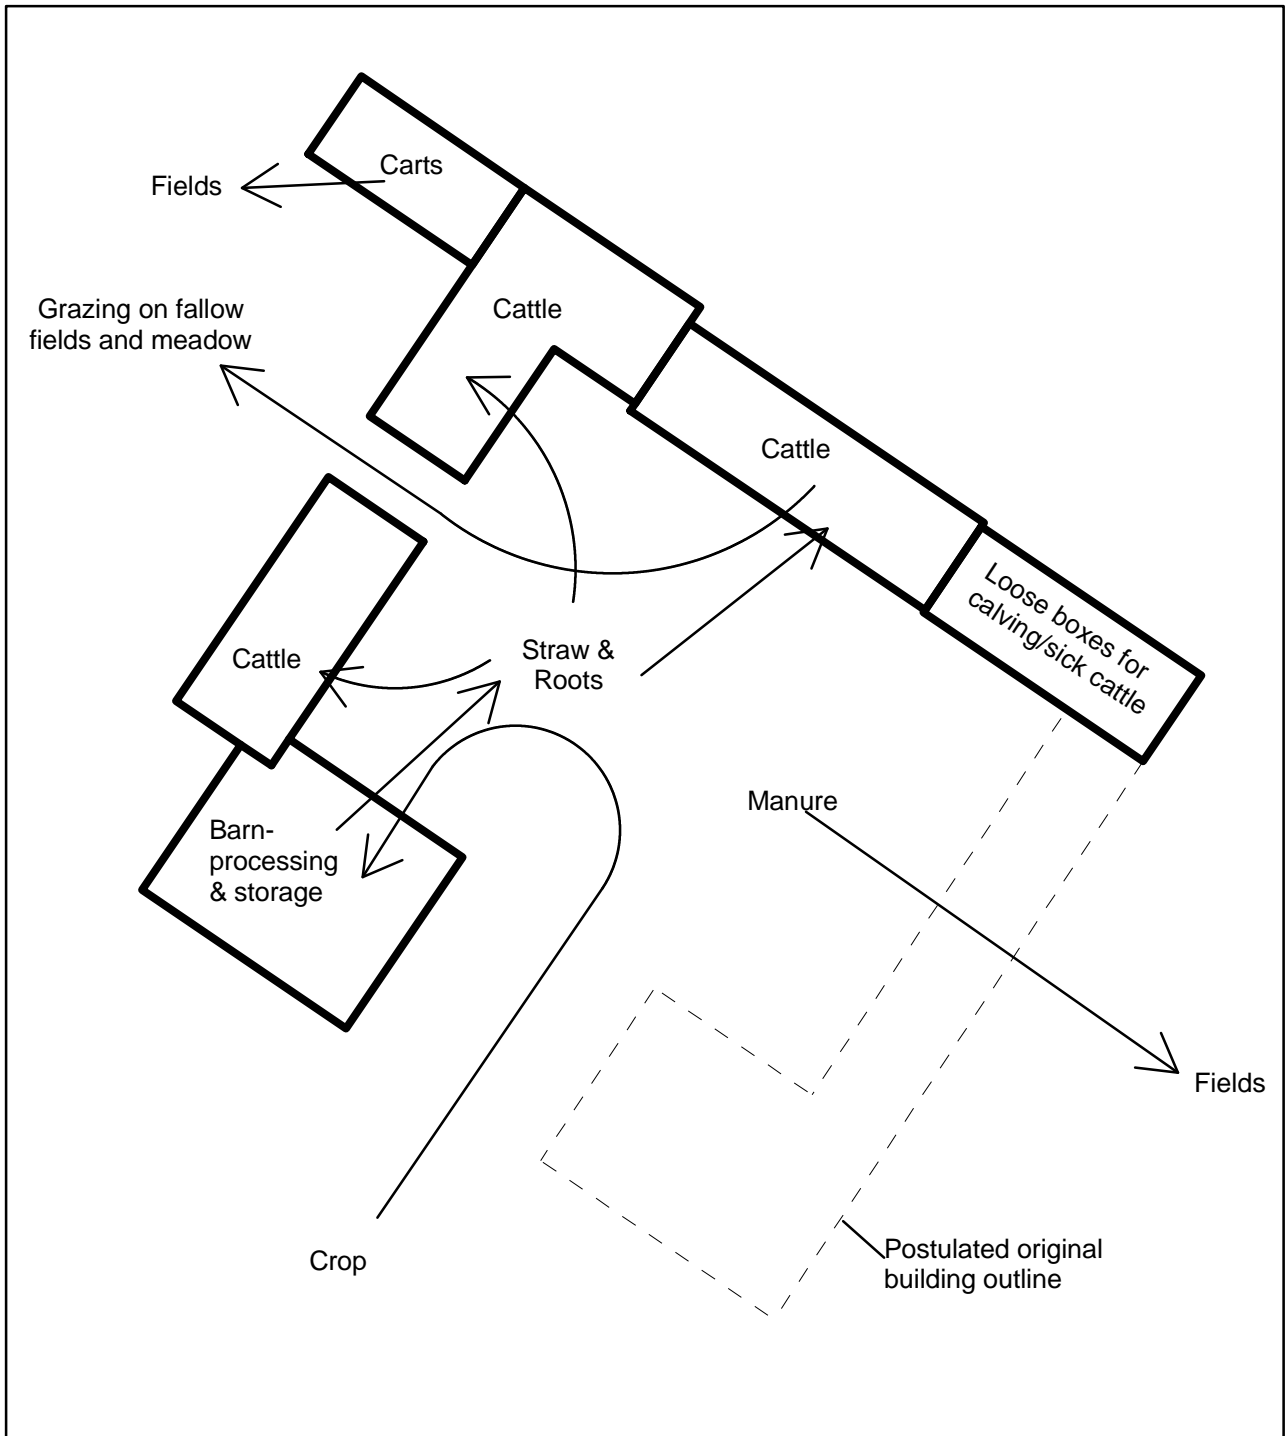 Carts
Fields
Grazing on fallow
fields and meadow
Cattle
Cattle
Loose boxes for
calving/sick cattle
Straw &
Roots
Cattle
Manure
Barn-
processing
& storage
Fields
Crop
Postulated original
building outline